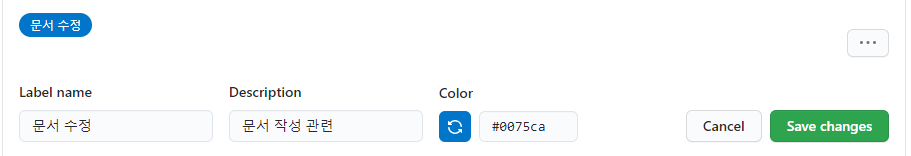 문서 수정
Label name
Description
Color
문서 수정
문서 작성 관련
#0075ca
Cancel
Save changes